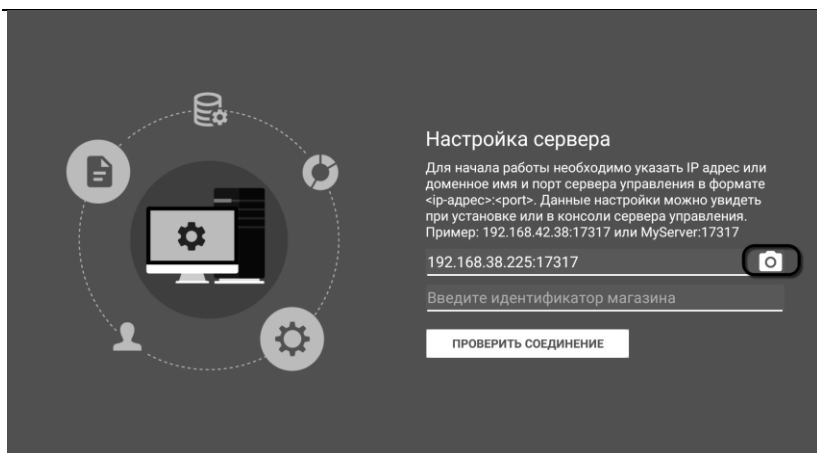 Настройка сервера
Для начала работы необходимо указать IP адрес или
доменное имя и порт сервера управления в формате
<ip-адрес>:<port>. Данные настройки можно увидеть
при установке или в консоли сервера управления.
Пример: 192.168.42.38:17317 или MyServer:17317
192.168.38.225:17317
Введите идентификатор магазина
ПРОВЕРИТЬ СОЕДИНЕНИЕ